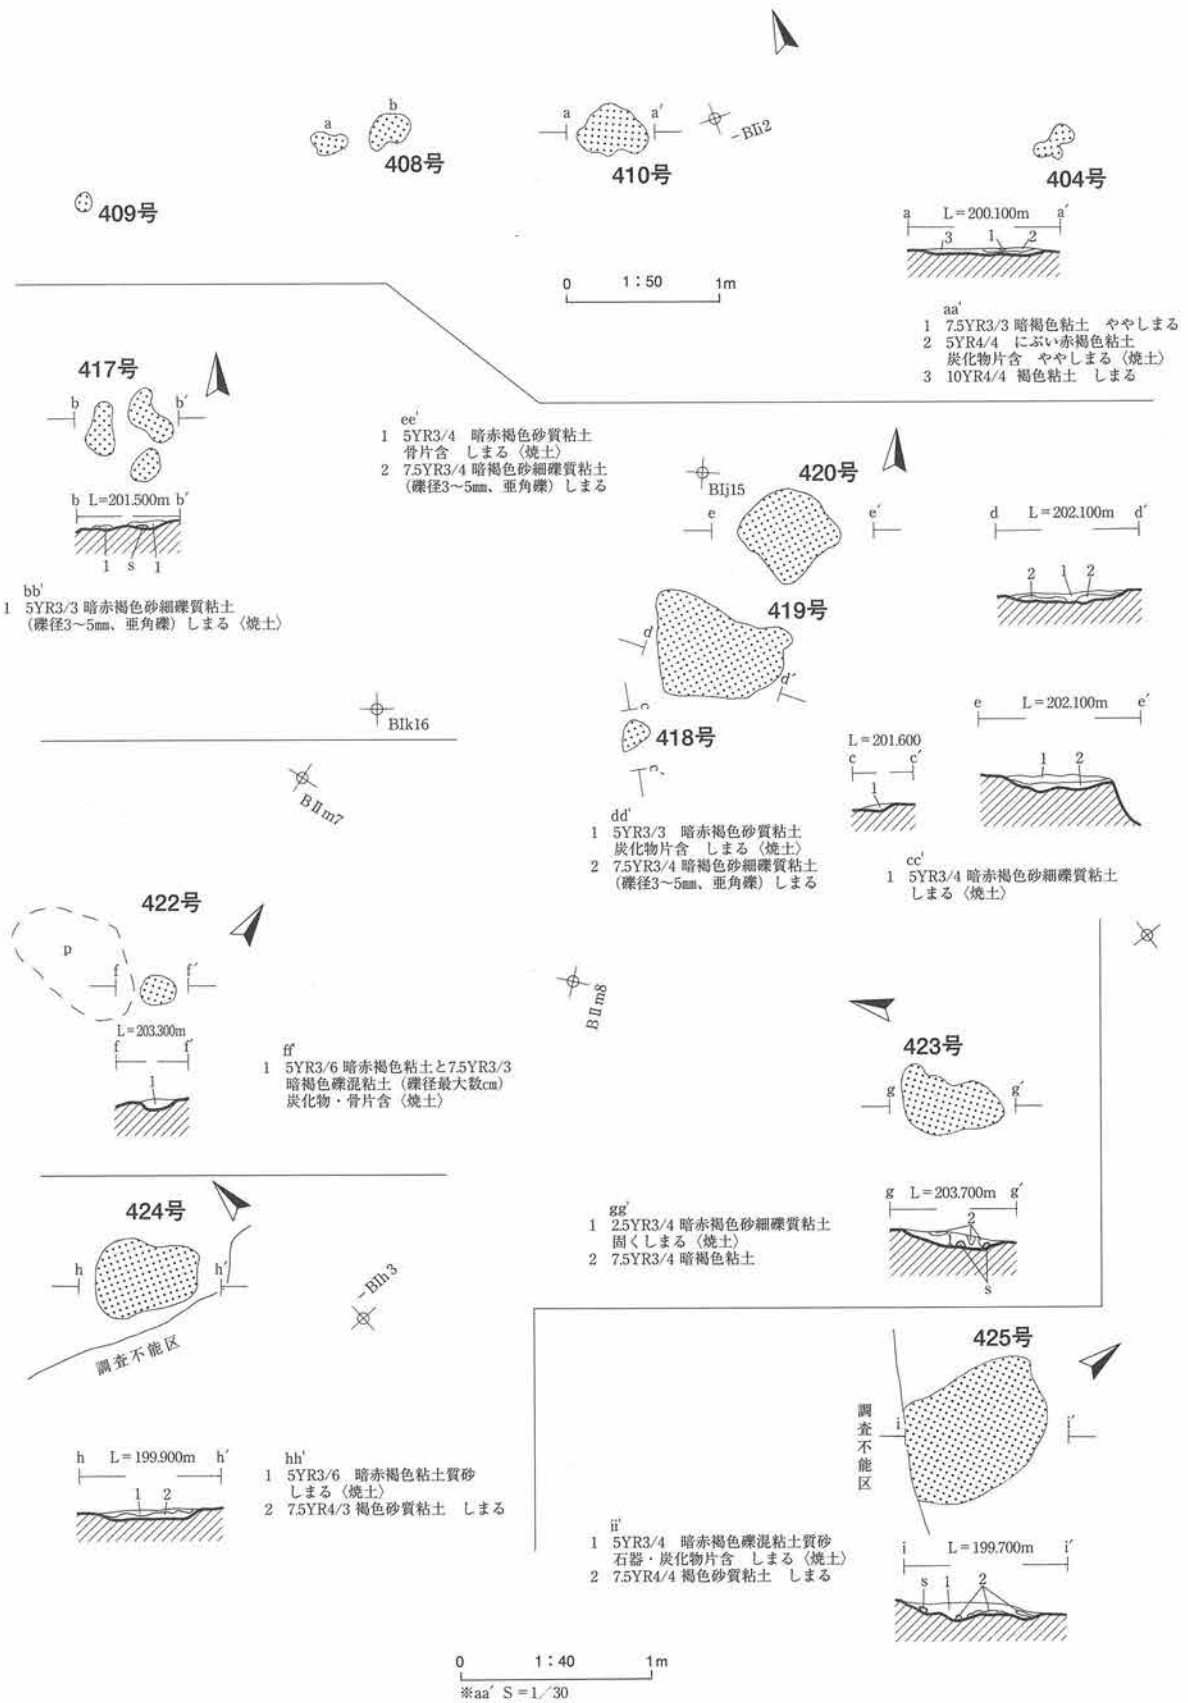 a
b
408号
409号
a a′
410号
-BIi2
404号
a L=200.100m a′
3 1 2
0 1:50 1m
aa′
1 7.5YR3/3 暗褐色粘土 ややしまる
2 5YR4/4 にぶい赤褐色粘土
炭化物片含 ややしまる〈焼土〉
3 10YR4/4 褐色粘土 しまる
417号
b b′
b L=201.500m b′
1 s 1
bb′
1 5YR3/3 暗赤褐色砂細礫質粘土
(礫径3〜5㎜、亜角礫) しまる〈焼土〉
ee′
1 5YR3/4 暗赤褐色砂質粘土
骨片含 しまる〈焼土〉
2 7.5YR3/4 暗褐色砂細礫質粘土
(礫径3〜5㎜、亜角礫) しまる
BIk16
BIj15
420号
e e′
419号
d d′
c c′
418号
d L=202.100m d′
2 1 2
e L=202.100m e′
1 2
L=201.600
c c′
1
dd′
1 5YR3/3 暗赤褐色砂質粘土
炭化物片含 しまる〈焼土〉
2 7.5YR3/4 暗褐色砂細礫質粘土
(礫径3〜5㎜、亜角礫) しまる
cc′
1 5YR3/4 暗赤褐色砂細礫質粘土
しまる〈焼土〉
BⅡm7
422号
p
f f′
L=203.300m
f f′
1
ff′
1 5YR3/6 暗赤褐色粘土と7.5YR3/3
暗褐色礫混粘土(礫径最大数㎝)
炭化物・骨片含〈焼土〉
BⅡm8
423号
g g′
g L=203.700m g′
2
1
s
gg′
1 2.5YR3/4 暗赤褐色砂細礫質粘土
固くしまる〈焼土〉
2 7.5YR3/4 暗褐色粘土
424号
h h′
調査不能区
-BIh3
h L=199.900m h′
1 2
hh′
1 5YR3/6 暗赤褐色粘土質砂
しまる〈焼土〉
2 7.5YR4/3 褐色砂質粘土 しまる
425号
調査不能区
i i′
ii′
1 5YR3/4 暗赤褐色礫混粘土質砂
石器・炭化物片含 しまる〈焼土〉
2 7.5YR4/4 褐色砂質粘土 しまる
i L=199.700m i′
s 1 2
0 1:40 1m
※aa′ S=1/30